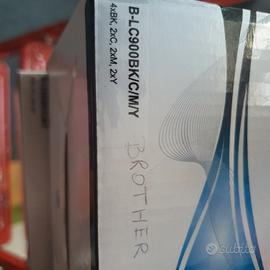 B-LC900BK/C/M/Y
4xBK, 2xC, 2xM, 2xY
BROTHER
subito